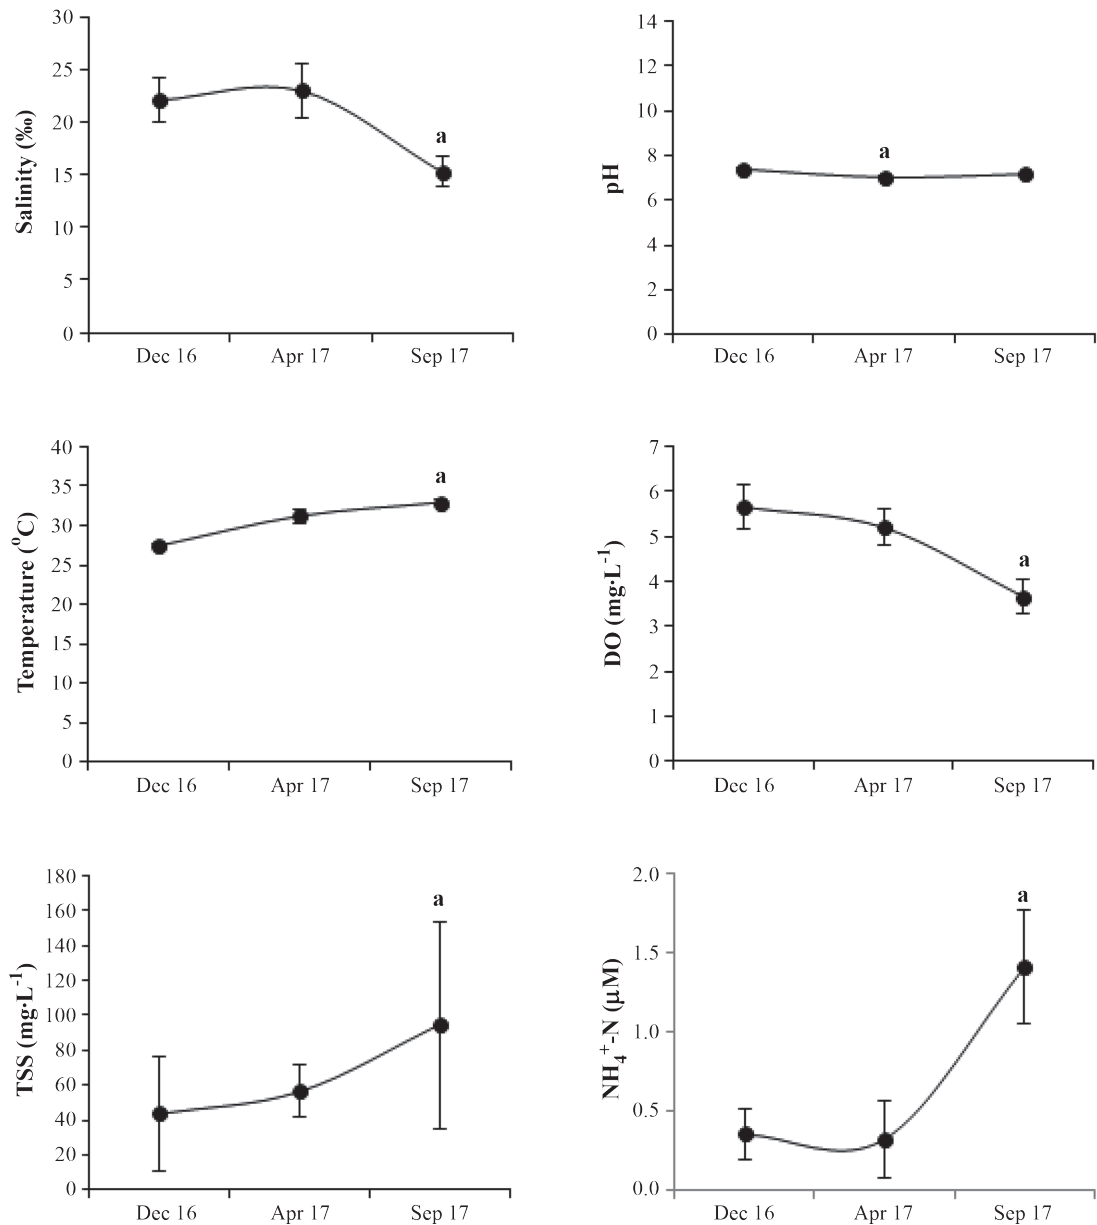 30
25
20
15
10
5
0
Salinity (‰)
a
Dec 16 Apr 17 Sep 17
14
12
10
8
6
4
2
0
pH
a
Dec 16 Apr 17 Sep 17
40
35
30
25
20
15
10
5
0
Temperature (°C)
a
Dec 16 Apr 17 Sep 17
7
6
5
4
3
2
1
0
DO (mg·L⁻¹)
a
Dec 16 Apr 17 Sep 17
180
160
140
120
100
80
60
40
20
0
TSS (mg·L⁻¹)
a
Dec 16 Apr 17 Sep 17
2.0
1.5
1.0
0.5
0.0
NH₄⁺-N (μM)
a
Dec 16 Apr 17 Sep 17